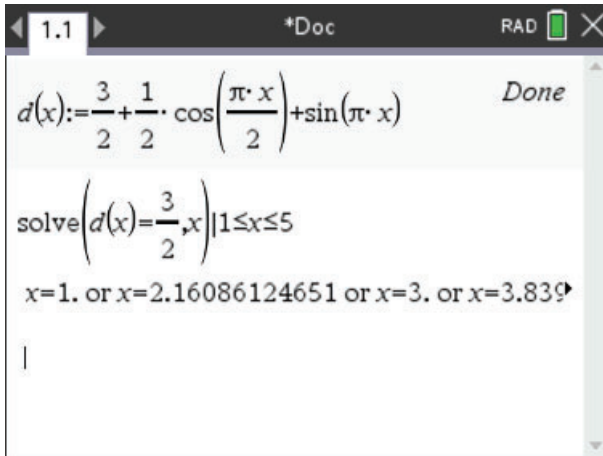 1.1 *Doc RAD
d(x):=3/2+1/2·cos(π·x/2)+sin(π·x) Done
solve(d(x)=3/2,x)|1≤x≤5
x=1. or x=2.16086124651 or x=3. or x=3.839